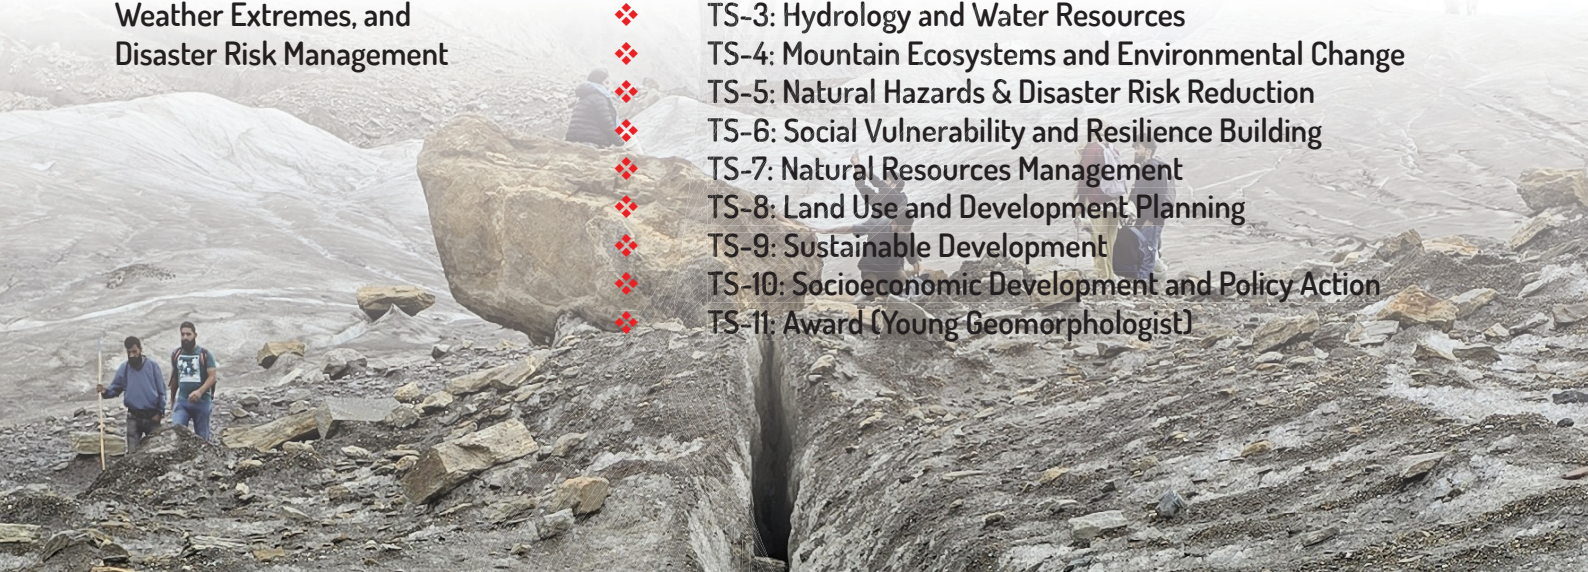 Weather Extremes, and
Disaster Risk Management
TS-3: Hydrology and Water Resources
TS-4: Mountain Ecosystems and Environmental Change
TS-5: Natural Hazards & Disaster Risk Reduction
TS-6: Social Vulnerability and Resilience Building
TS-7: Natural Resources Management
TS-8: Land Use and Development Planning
TS-9: Sustainable Development
TS-10: Socioeconomic Development and Policy Action
TS-11: Award (Young Geomorphologist)